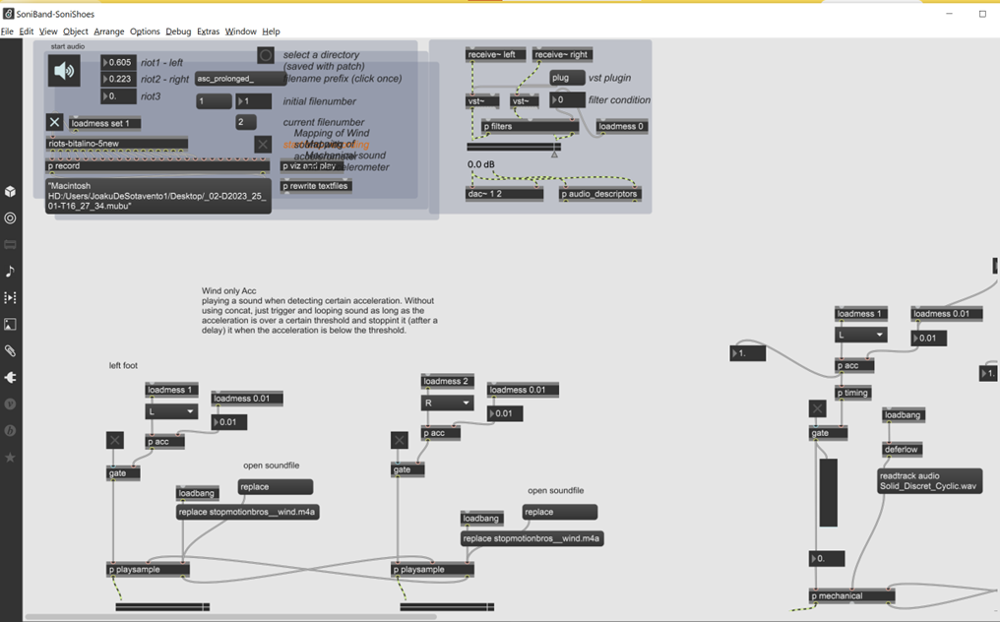 SoniBand-SoniShoes
File Edit View Object Arrange Options Debug Extras Window Help
start audio
0.605 riot1 - left
0.223 riot2 - right
0. riot3
select a directory
(saved with patch)
asc_prolonged_ filename prefix (click once)
1 1 initial filenumber
2 current filenumber
loadmess set 1
Mapping of Wind
sound with
Mapping of
accelerometer
Mechanical sound
riots-bitalino-5new
p record
p viz and play
p rewrite textfiles
"Macintosh
HD:/Users/JoakuDeSotavento1/Desktop/_02-D2023_25_
01-T16_27_34.mubu"
receive~ left receive~ right
plug vst plugin
vst~ vst~ 0 filter condition
p filters loadmess 0
0.0 dB
dac~ 1 2 p audio_descriptors
Wind only Acc
playing a sound when detecting certain acceleration. Without
using concat, just trigger and looping sound as long as the
acceleration is over a certain threshold and stoppint it (atfter a
delay) it when the acceleration is below the threshold.
left foot
loadmess 1
loadmess 0.01
L
0.01
p acc
gate
open soundfile
loadbang
replace
replace stopmotionbros__wind.m4a
p playsample
loadmess 2
loadmess 0.01
R
0.01
p acc
gate
open soundfile
loadbang
replace
replace stopmotionbros__wind.m4a
p playsample
loadmess 1
loadmess 0.01
L
0.01
1.
p acc
1.
p timing
gate
loadbang
deferlow
readtrack audio
Solid_Discret_Cyclic.wav
0.
p mechanical